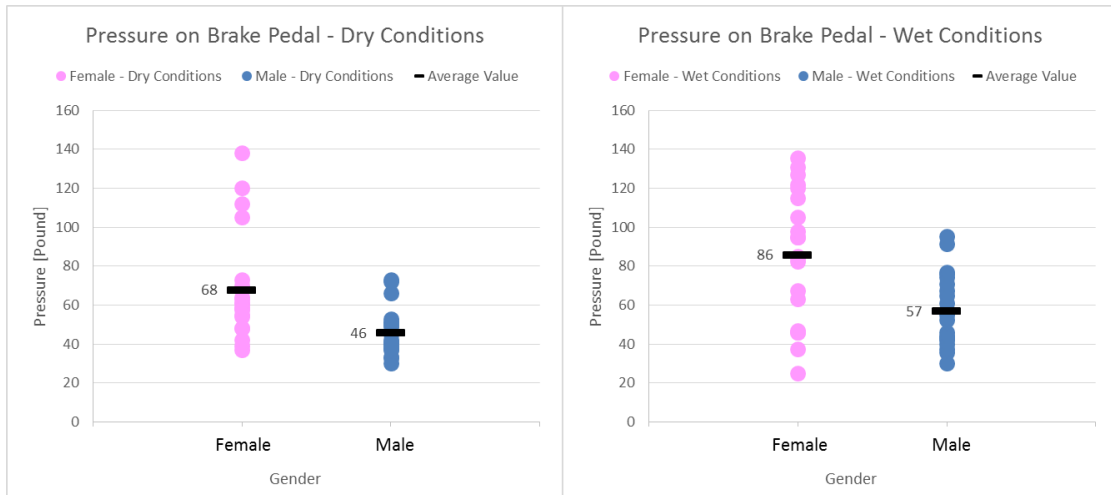 Pressure on Brake Pedal - Dry Conditions
Female - Dry Conditions Male - Dry Conditions Average Value
Pressure [Pound]
160
140
120
100
80
60
40
20
0
68
46
Female Male
Gender
Pressure on Brake Pedal - Wet Conditions
Female - Wet Conditions Male - Wet Conditions Average Value
Pressure [Pound]
160
140
120
100
80
60
40
20
0
86
57
Female Male
Gender